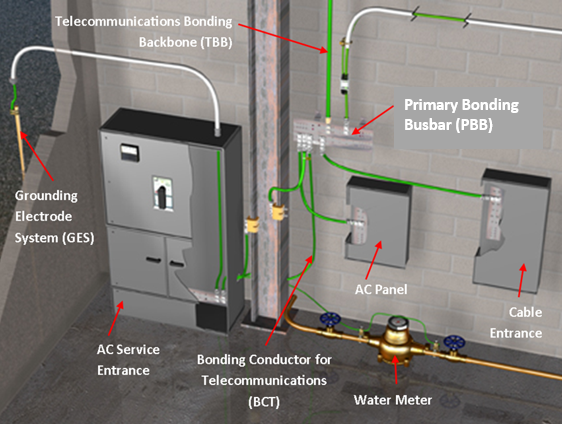 Telecommunications Bonding
Backbone (TBB)
Primary Bonding
Busbar (PBB)
Grounding
Electrode
System (GES)
AC Panel
Cable
Entrance
AC Service
Entrance
Bonding Conductor for
Telecommunications
(BCT)
Water Meter